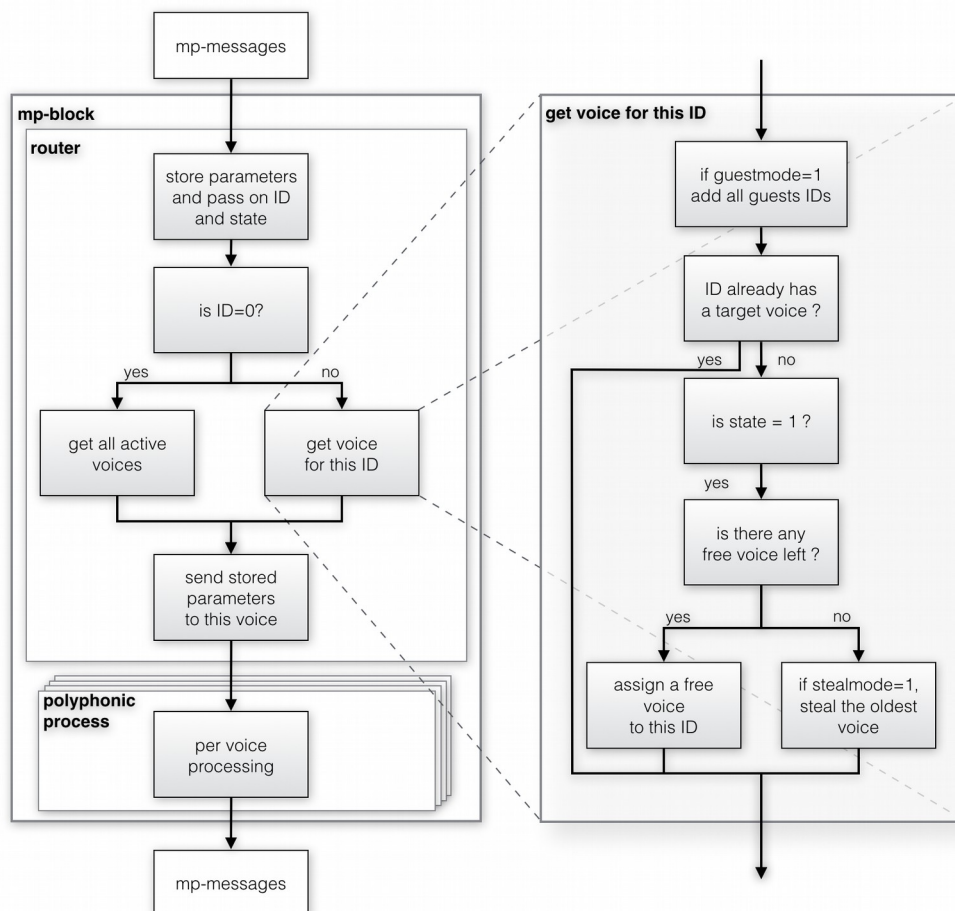 mp-messages
mp-block
router
store parameters
and pass on ID
and state
is ID=0?
yes
no
get all active
voices
get voice
for this ID
send stored
parameters
to this voice
polyphonic
process
per voice
processing
mp-messages
get voice for this ID
if guestmode=1
add all guests IDs
ID already has
a target voice ?
yes
no
is state = 1 ?
yes
is there any
free voice left ?
yes
no
assign a free
voice
to this ID
if stealmode=1,
steal the oldest
voice